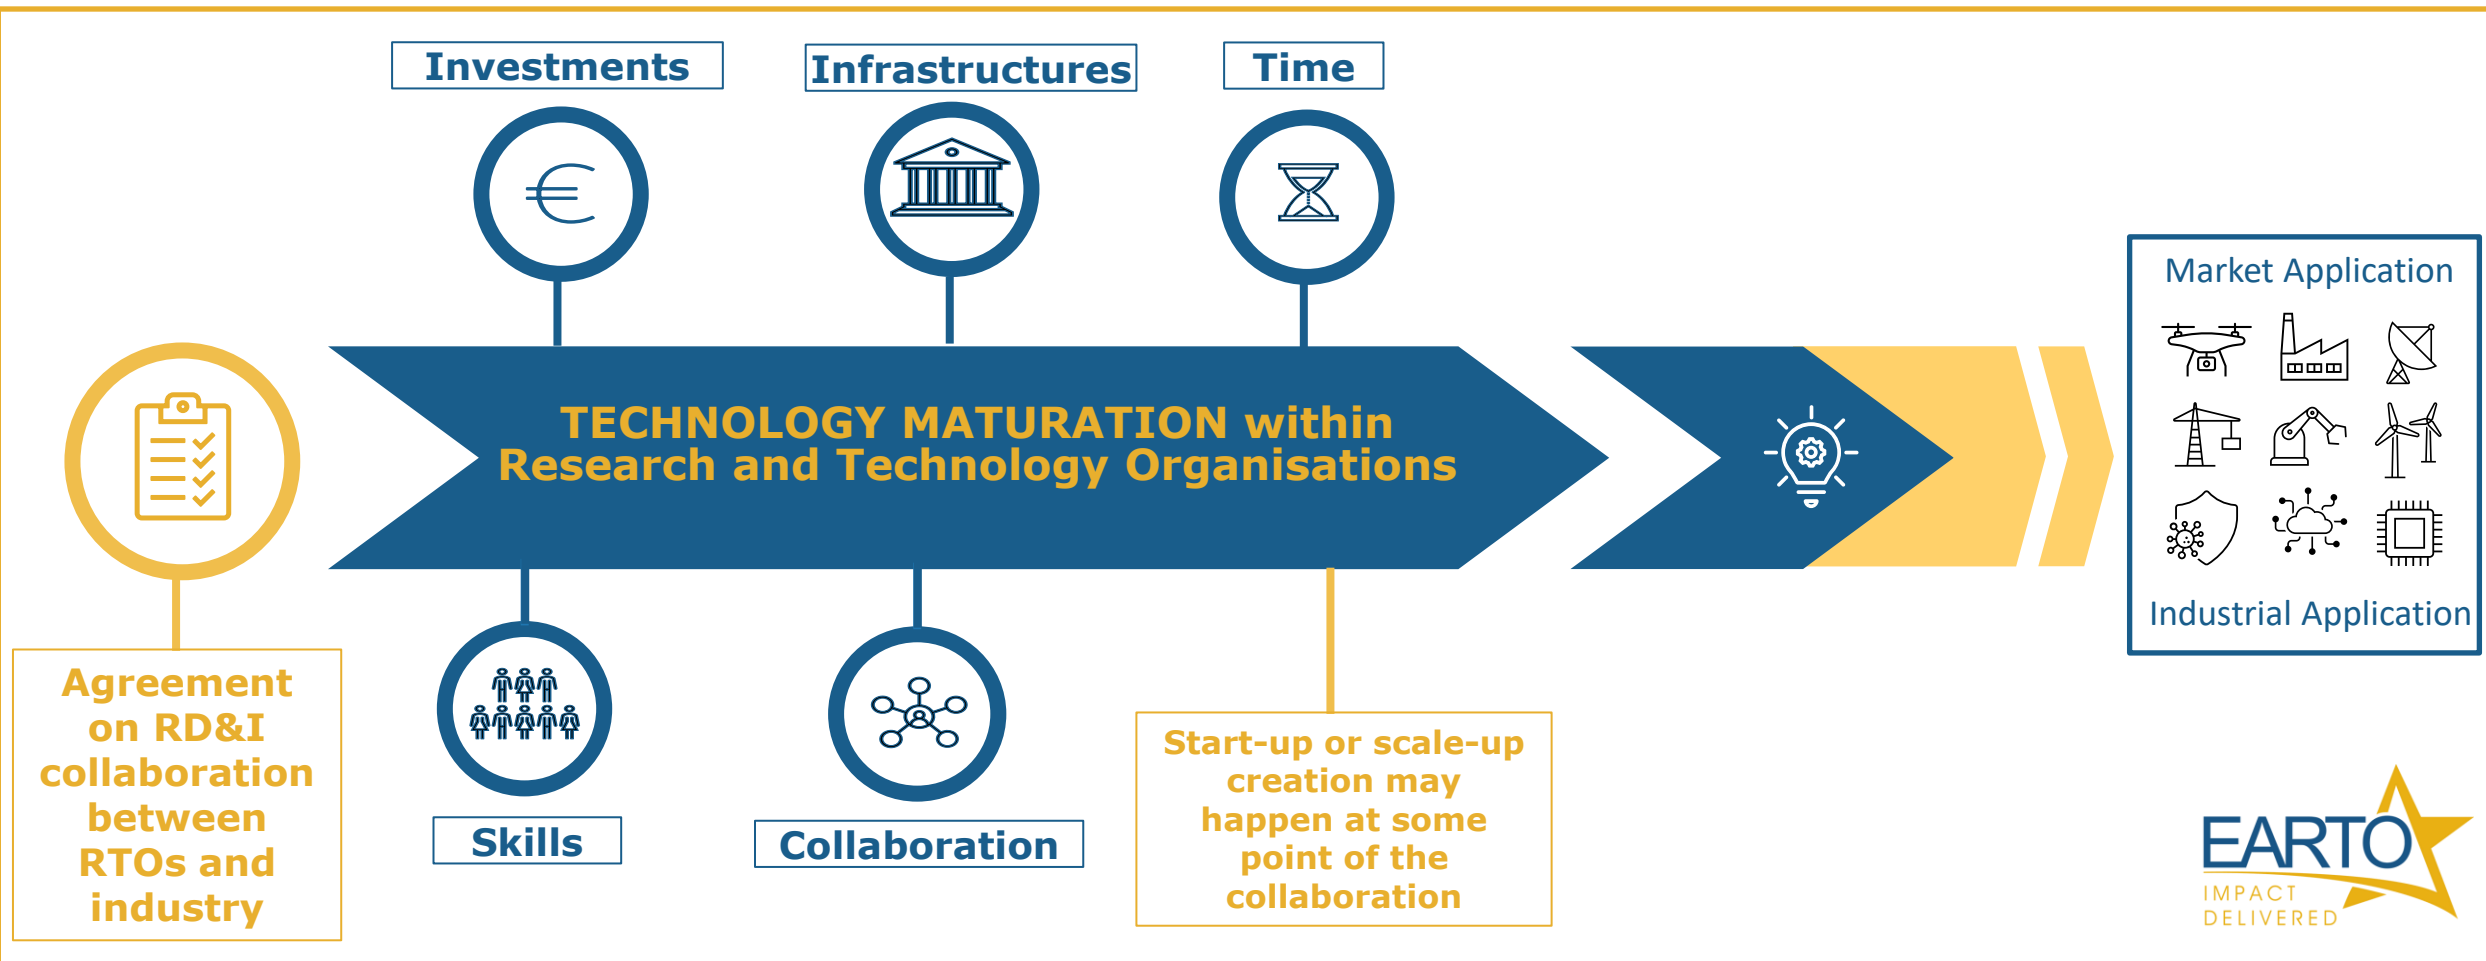 Investments
Infrastructures
Time
TECHNOLOGY MATURATION within
Research and Technology Organisations
Market Application
Industrial Application
Agreement
on RD&I
collaboration
between
RTOs and
industry
Skills
Collaboration
Start-up or scale-up
creation may
happen at some
point of the
collaboration
EARTO
IMPACT
DELIVERED